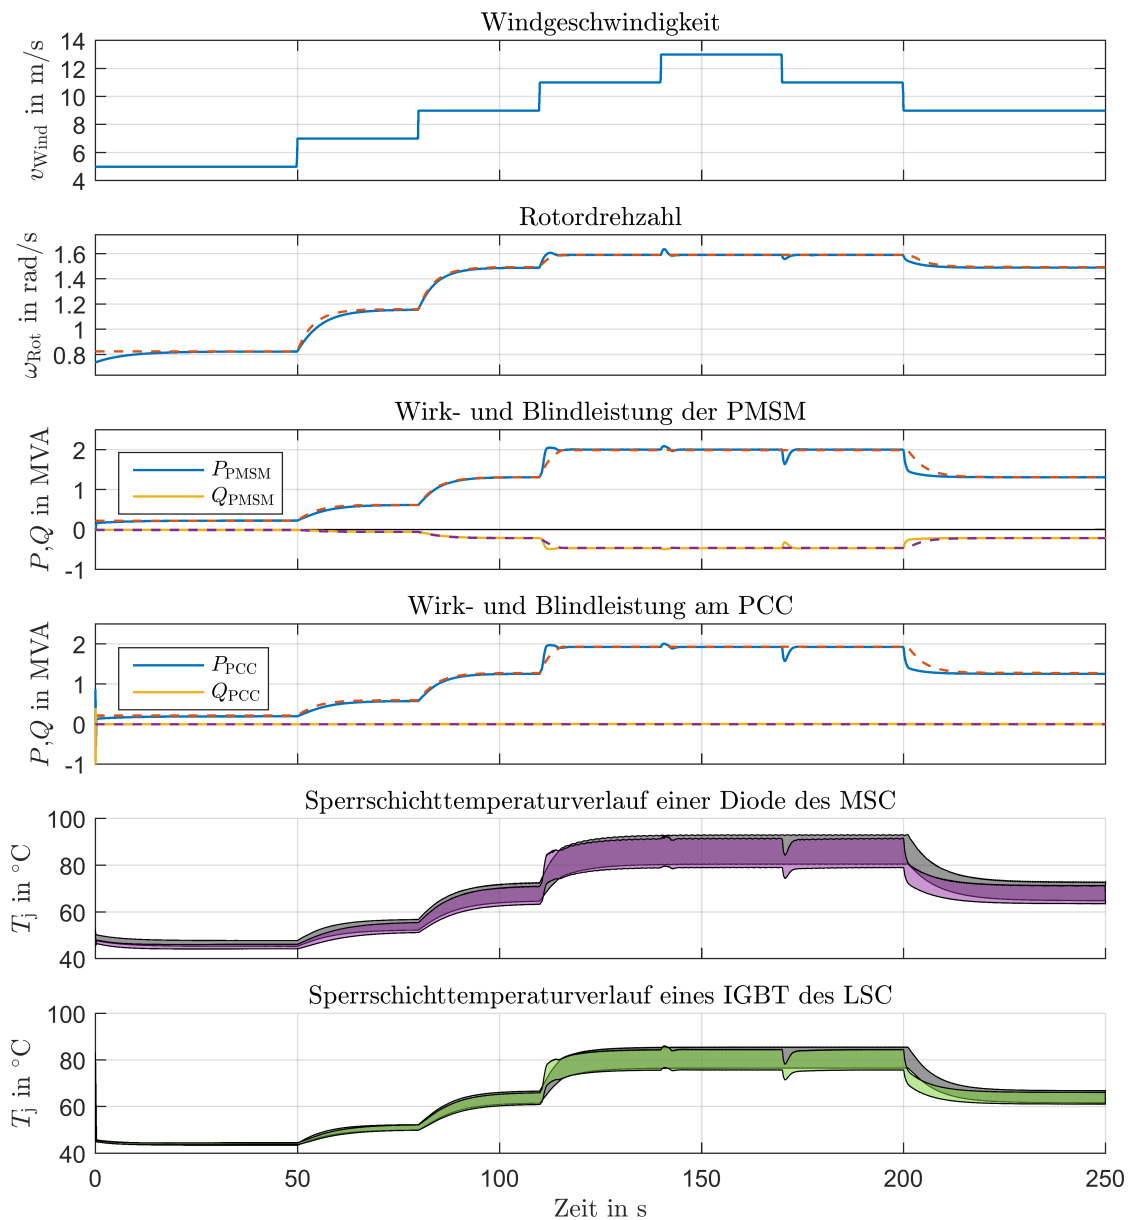 Windgeschwindigkeit
v_Wind in m/s
14
12
10
8
6
4
Rotordrehzahl
ω_Rot in rad/s
1.6
1.4
1.2
1
0.8
Wirk- und Blindleistung der PMSM
P,Q in MVA
2
1
0
-1
P_PMSM
Q_PMSM
Wirk- und Blindleistung am PCC
P,Q in MVA
2
1
0
-1
P_PCC
Q_PCC
Sperrschichttemperaturverlauf einer Diode des MSC
T_j in °C
100
80
60
40
Sperrschichttemperaturverlauf eines IGBT des LSC
T_j in °C
100
80
60
40
0 50 100 150 200 250
Zeit in s